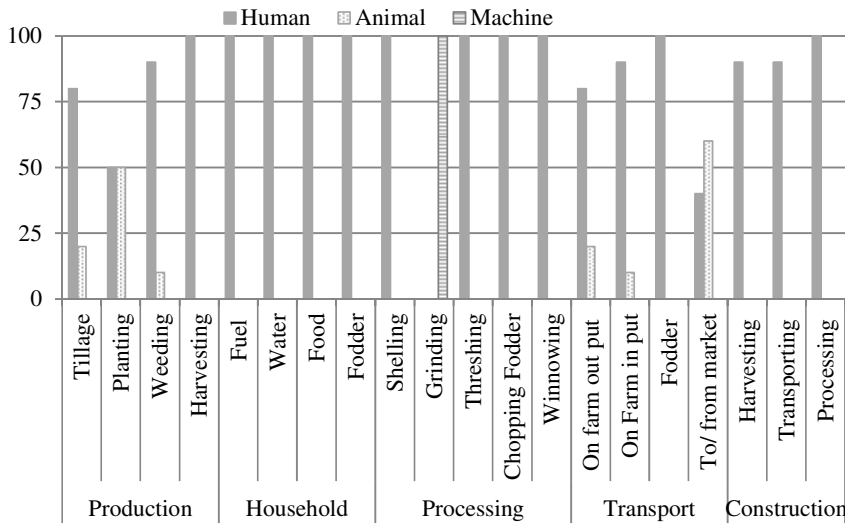 Human Animal Machine
100
75
50
25
0
Tillage
Planting
Weeding
Harvesting
Fuel
Water
Food
Fodder
Shelling
Grinding
Threshing
Chopping Fodder
Winnowing
On farm out put
On Farm in put
Fodder
To/ from market
Harvesting
Transporting
Processing
Production Household Processing Transport Construction